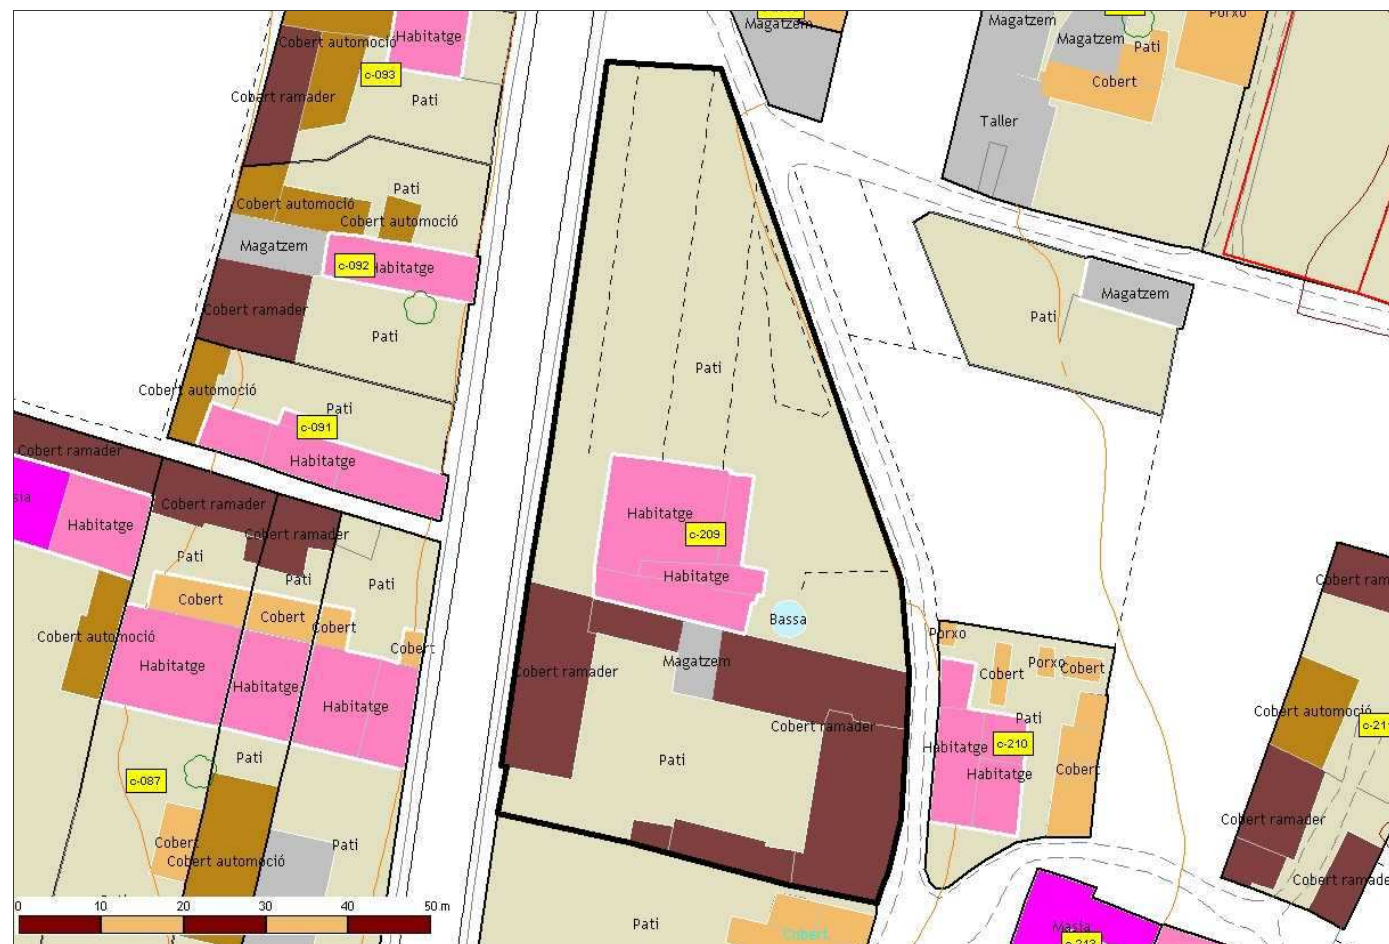 Magatzem
Magatzem
Porxo
Habitatge
Cobert automoció
Magatzem
Pati
c-093
Cobert
Cobert ramader
Pati
Taller
Pati
Cobert automoció
Cobert automoció
Magatzem
c-092
Habitatge
Magatzem
Cobert ramader
Pati
Pati
Pati
Cobert automoció
Pati
c-091
Cobert ramader
Habitatge
Cobert ramader
Habitatge
Habitatge
c-209
Cobert ramader
Pati
Pati
Pati
Habitatge
Cobert
Cobert
Cobert
Bassa
Cobert automoció
Porxo
Cobert
Habitatge
Magatzem
Porxo
Cobert
Cobert
Habitatge
Cobert ramader
Habitatge
Pati
Cobert automoció
Cobert ramader
Habitatge
c-210
Pati
Pati
Habitatge
Cobert
c-087
Cobert ramader
Cobert
Pati
Cobert automoció
Cobert ramader
0 10 20 30 40 50 m
Pati
Masia
Cobert
c-213